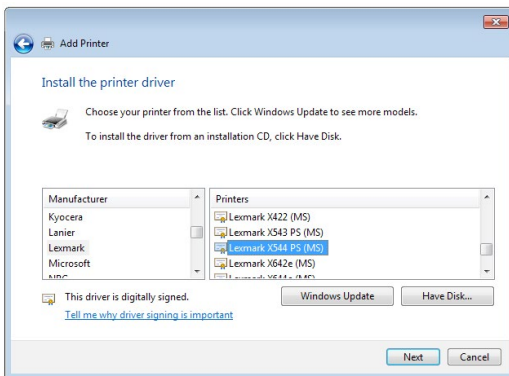 Add Printer
Install the printer driver
Choose your printer from the list. Click Windows Update to see more models.
To install the driver from an installation CD, click Have Disk.
Manufacturer
Kyocera
Lanier
Lexmark
Microsoft
Printers
Lexmark X422 (MS)
Lexmark X543 PS (MS)
Lexmark X544 PS (MS)
Lexmark X642e (MS)
This driver is digitally signed.
Tell me why driver signing is important
Windows Update
Have Disk...
Next
Cancel